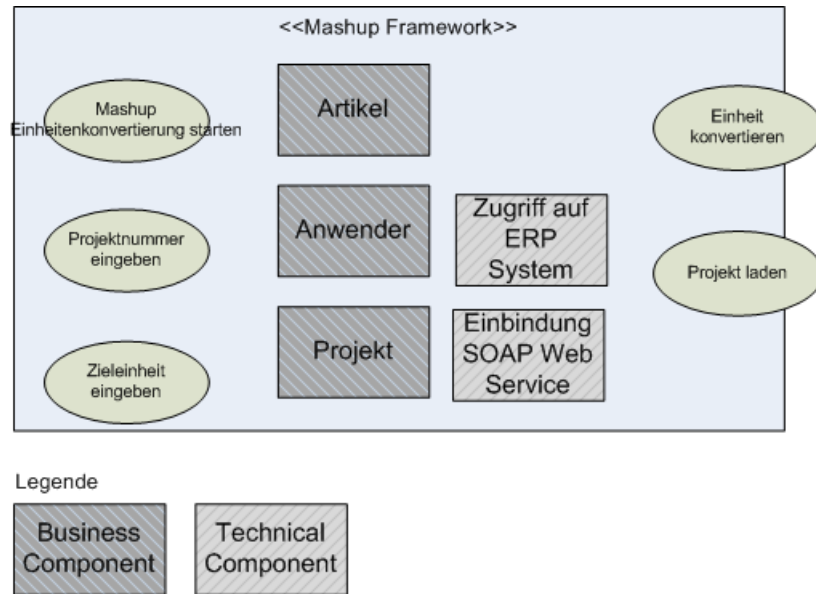 <<Mashup Framework>>
Mashup
Einheitenkonvertierung starten
Artikel
Einheit
konvertieren
Projektnummer
eingeben
Anwender
Zugriff auf
ERP
System
Projekt laden
Zieleinheit
eingeben
Projekt
Einbindung
SOAP Web
Service
Legende
Business
Component
Technical
Component